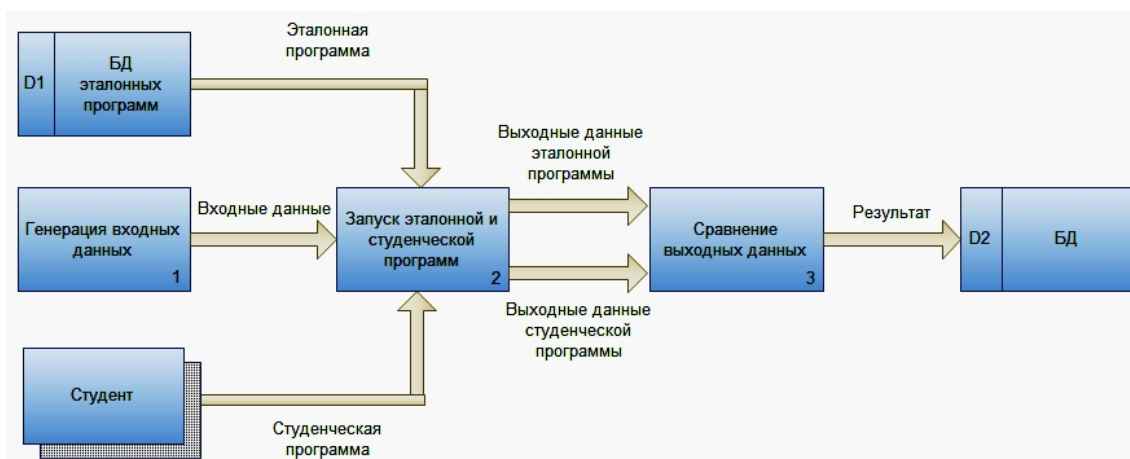 Эталонная
программа
D1
БД
эталонных
программ
Выходные данные
эталонной
программы
Генерация входных
данных
1
Входные данные
Запуск эталонной и
студенческой
программ
2
Сравнение
выходных данных
3
Результат
D2
БД
Выходные данные
студенческой
программы
Студент
Студенческая
программа